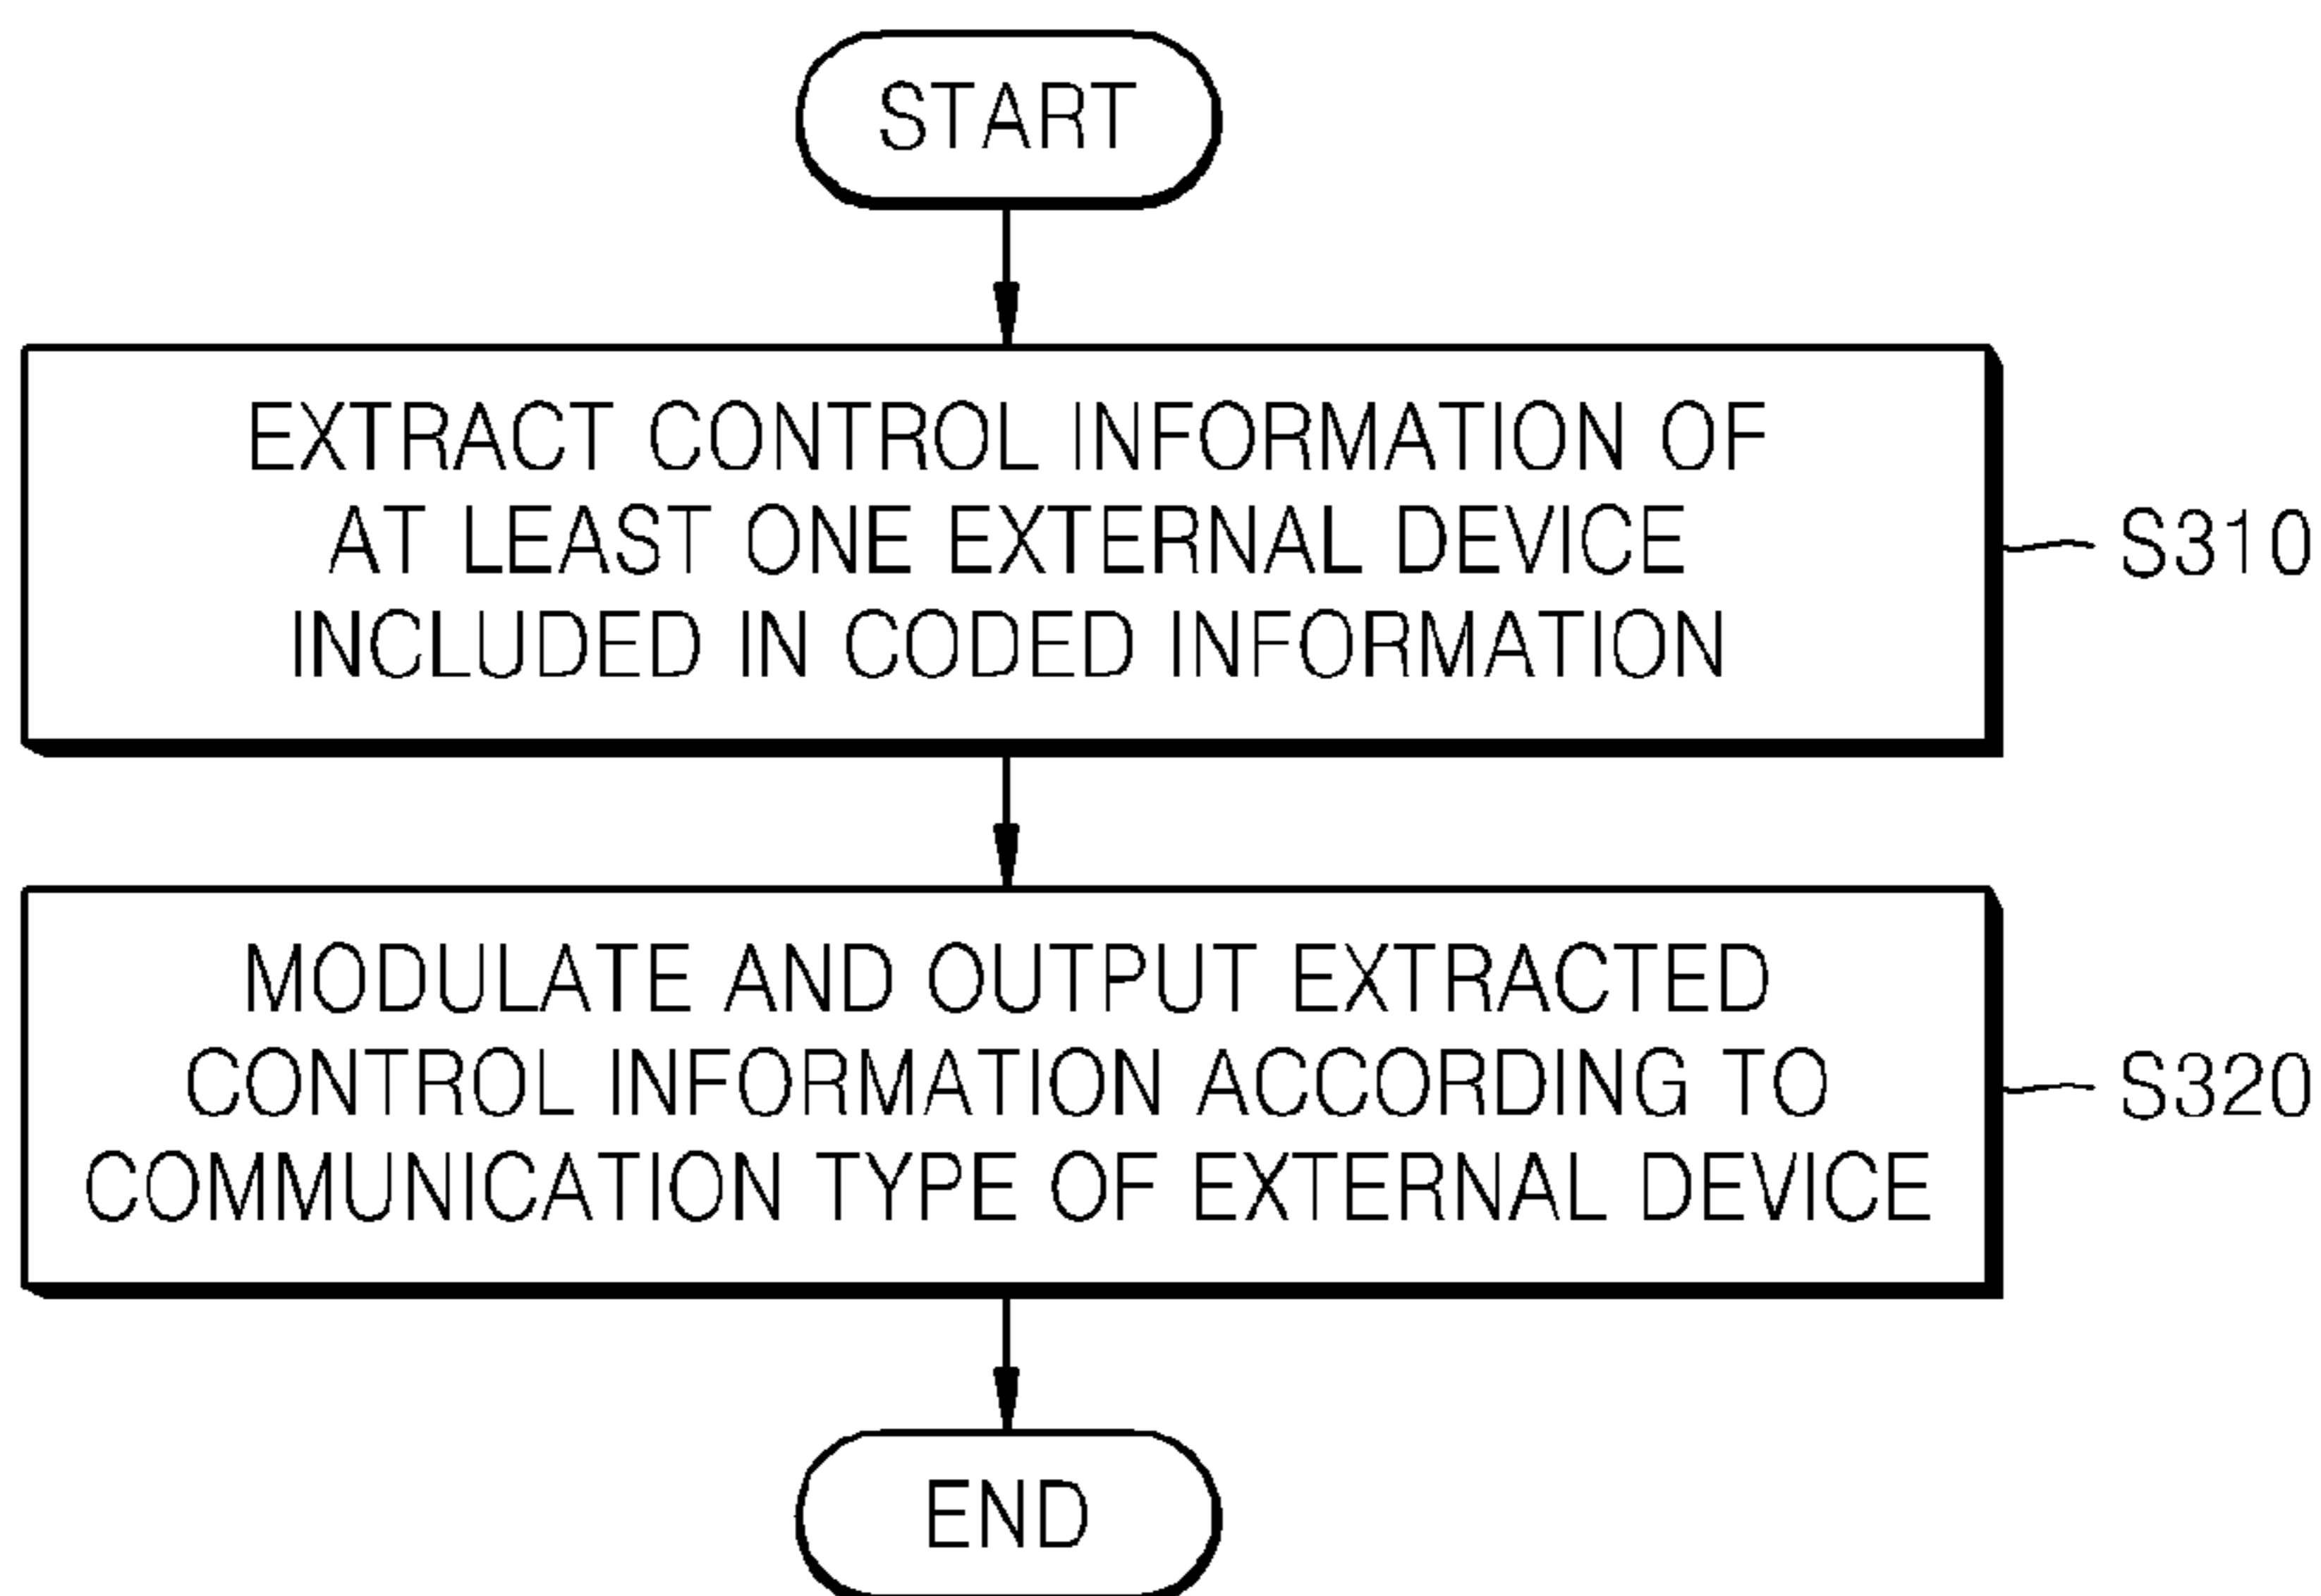 START
EXTRACT CONTROL INFORMATION OF
AT LEAST ONE EXTERNAL DEVICE
INCLUDED IN CODED INFORMATION
S310
MODULATE AND OUTPUT EXTRACTED
CONTROL INFORMATION ACCORDING TO
COMMUNICATION TYPE OF EXTERNAL DEVICE
S320
END